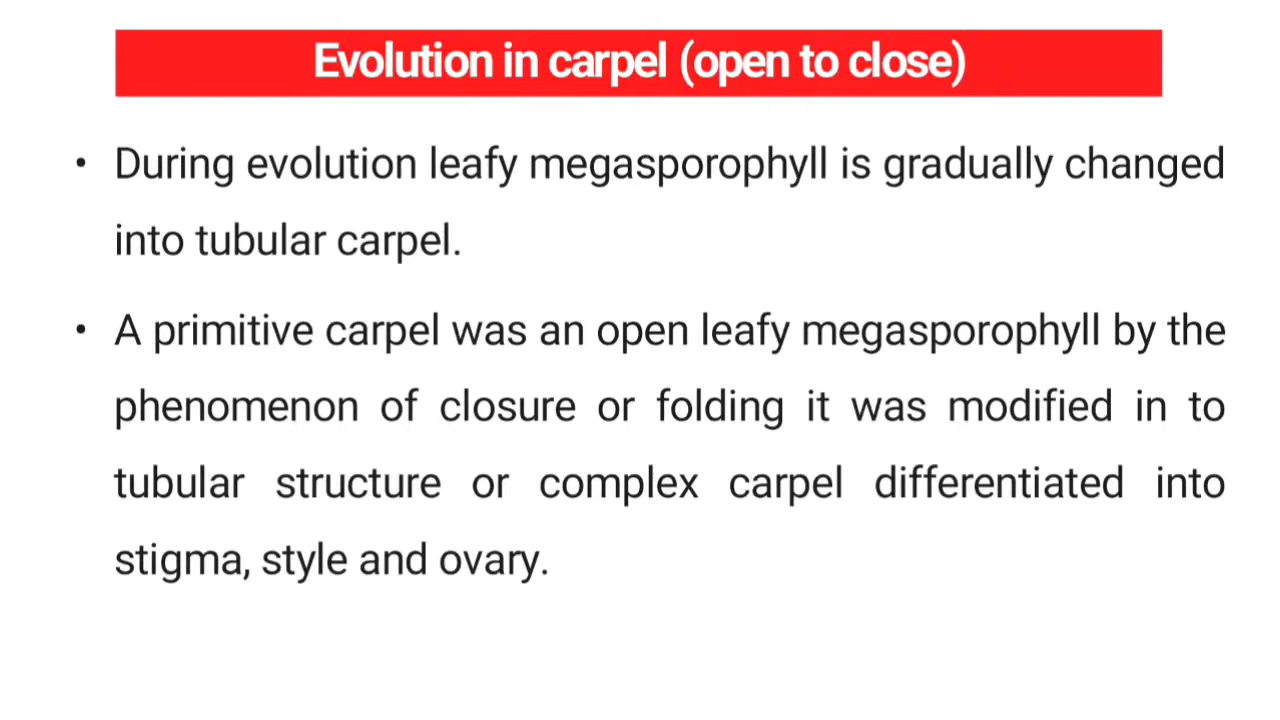 Evolution in carpel (open to close)
• During evolution leafy megasporophyll is gradually changed
into tubular carpel.
• A primitive carpel was an open leafy megasporophyll by the
phenomenon of closure or folding it was modified in to
tubular structure or complex carpel differentiated into
stigma, style and ovary.